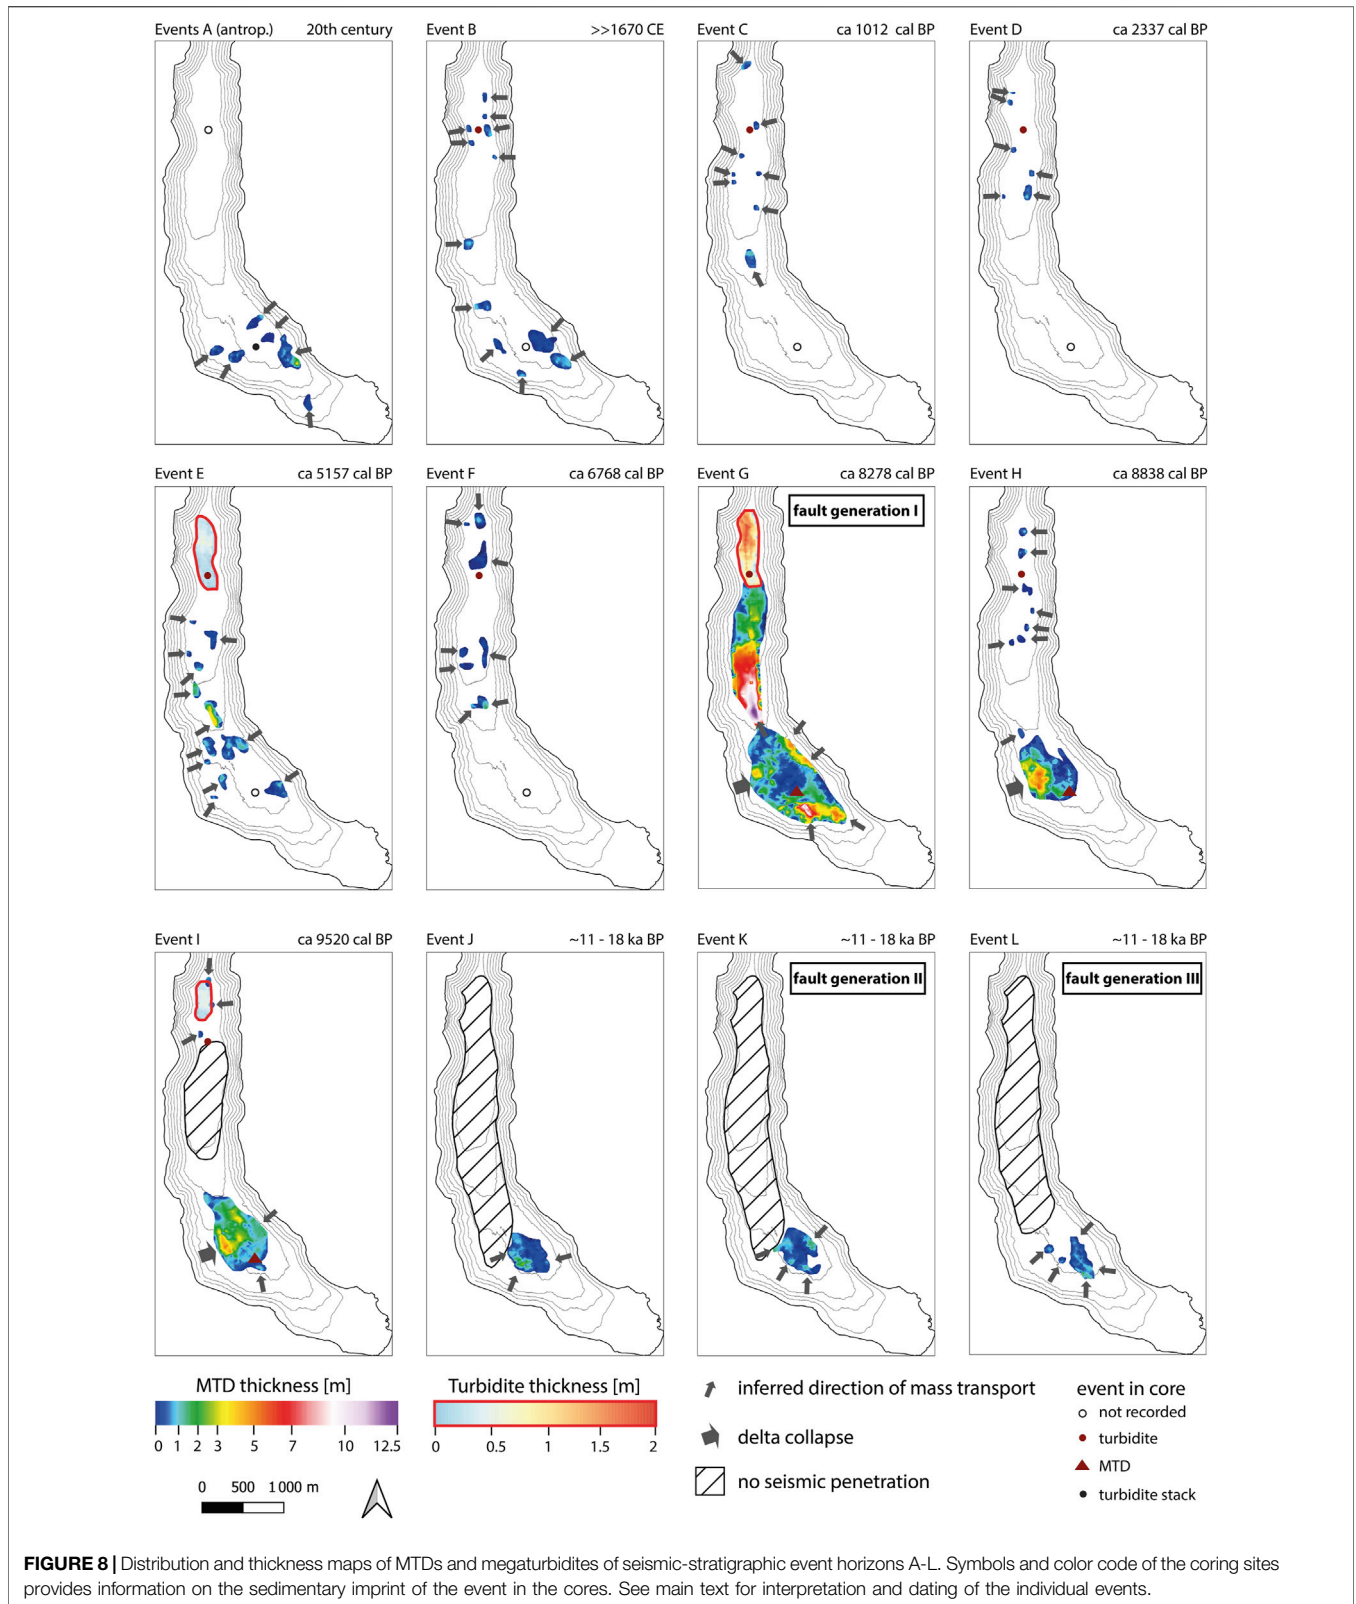 Events A (antrop.) 20th century
Event B >>1670 CE
Event C ca 1012 cal BP
Event D ca 2337 cal BP
Event E ca 5157 cal BP
Event F ca 6768 cal BP
Event G ca 8278 cal BP
fault generation I
Event H ca 8838 cal BP
Event I ca 9520 cal BP
Event J ~11 - 18 ka BP
Event K ~11 - 18 ka BP
fault generation II
Event L ~11 - 18 ka BP
fault generation III
MTD thickness [m]
0 1 2 3 5 7 10 12.5
0 500 1000 m
Turbidite thickness [m]
0 0.5 1 1.5 2
inferred direction of mass transport
delta collapse
no seismic penetration
event in core
not recorded
turbidite
MTD
turbidite stack
FIGURE 8 | Distribution and thickness maps of MTDs and megaturbidites of seismic-stratigraphic event horizons A-L. Symbols and color code of the coring sites
provides information on the sedimentary imprint of the event in the cores. See main text for interpretation and dating of the individual events.